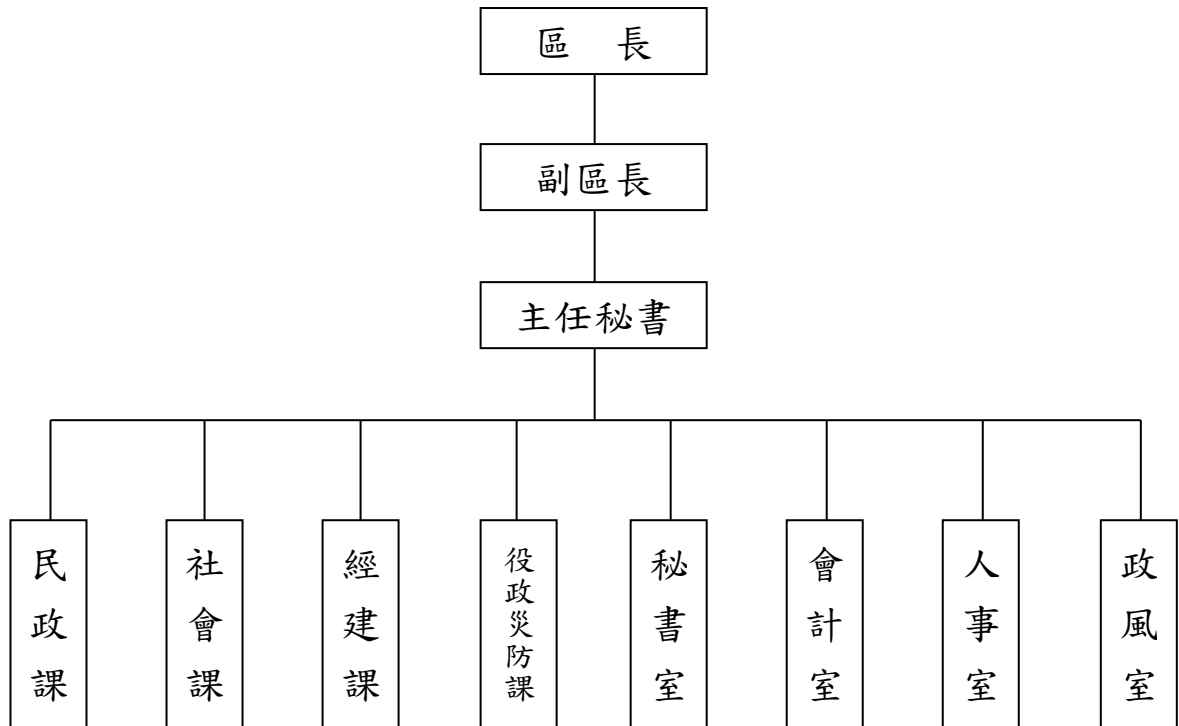 區　長
副區長
主任秘書
民政課
社會課
經建課
役政災防課
秘書室
會計室
人事室
政風室